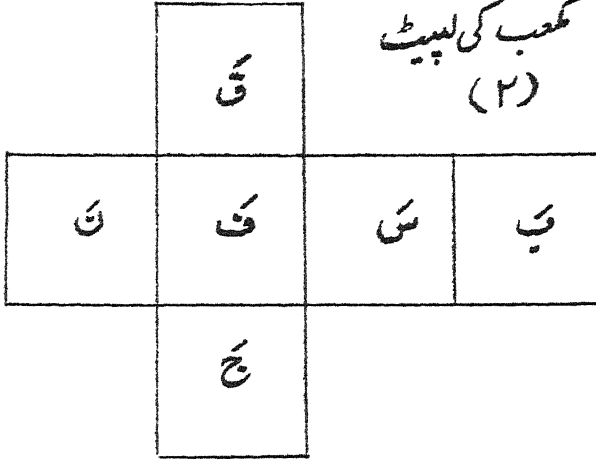 مکعب کی لپیٹ
(۲)
قَ
پَ سَ فَ نَ
جَ